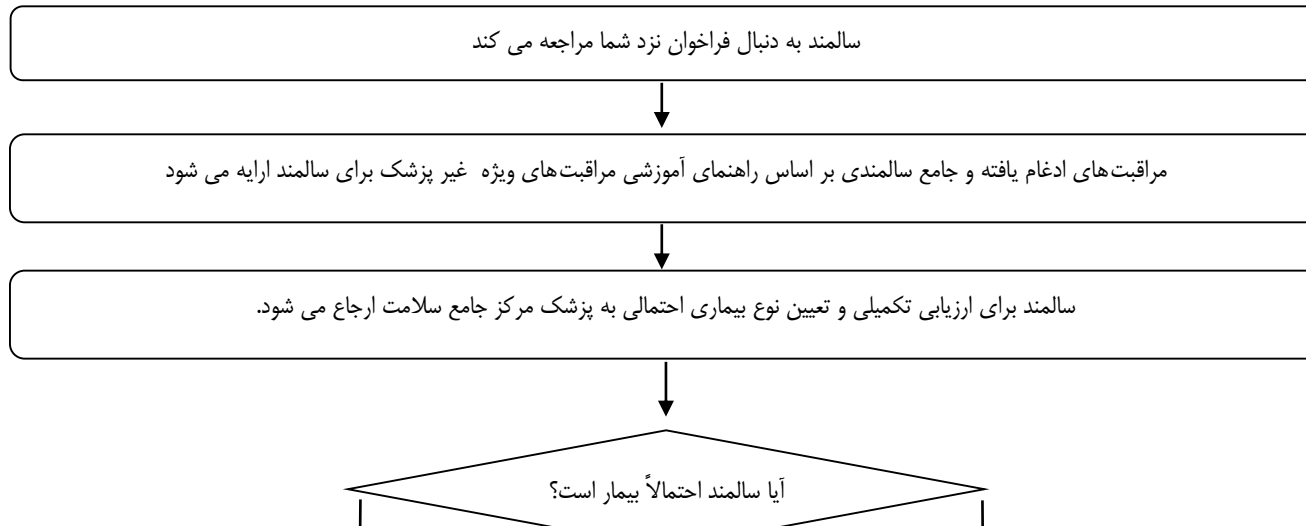 سالمند به دنبال فراخوان نزد شما مراجعه می کند
مراقبت‌های ادغام یافته و جامع سالمندی بر اساس راهنمای آموزشی مراقبت‌های ویژه غیر پزشک برای سالمند ارایه می شود
سالمند برای ارزیابی تکمیلی و تعیین نوع بیماری احتمالی به پزشک مرکز جامع سلامت ارجاع می شود.
آیا سالمند احتمالاً بیمار است؟